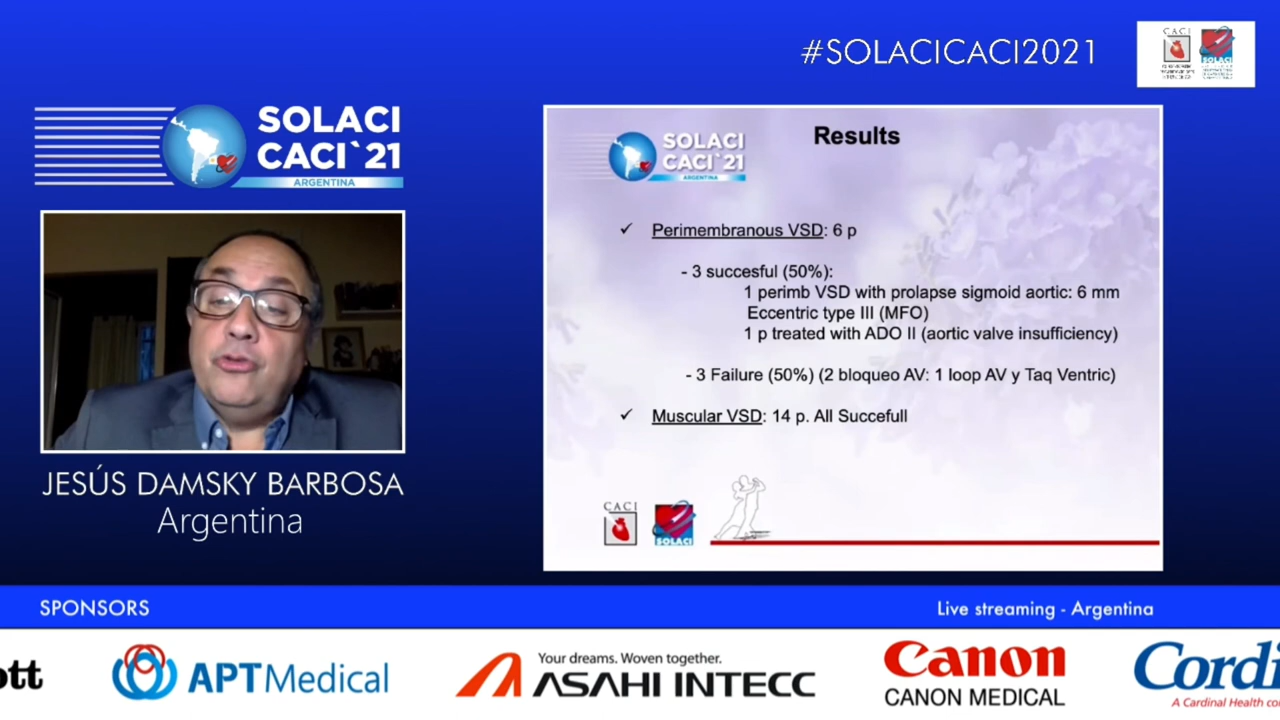 #SOLACICACI2021
CACI
SOLACI
SOLACI
CACI`21
ARGENTINA
JESÚS DAMSKY BARBOSA
Argentina
SOLACI
CACI`21
ARGENTINA
Results
✓ Perimembranous VSD: 6 p
- 3 succesful (50%):
1 perimb VSD with prolapse sigmoid aortic: 6 mm
Eccentric type III (MFO)
1 p treated with ADO II (aortic valve insufficiency)
- 3 Failure (50%) (2 bloqueo AV: 1 loop AV y Taq Ventric)
✓ Muscular VSD: 14 p. All Succefull
CACI
SOLACI
SPONSORS
Live streaming - Argentina
ott
APTMedical
Your dreams. Woven together.
ASAHI INTECC
Canon
CANON MEDICAL
Cordi
A Cardinal Health co